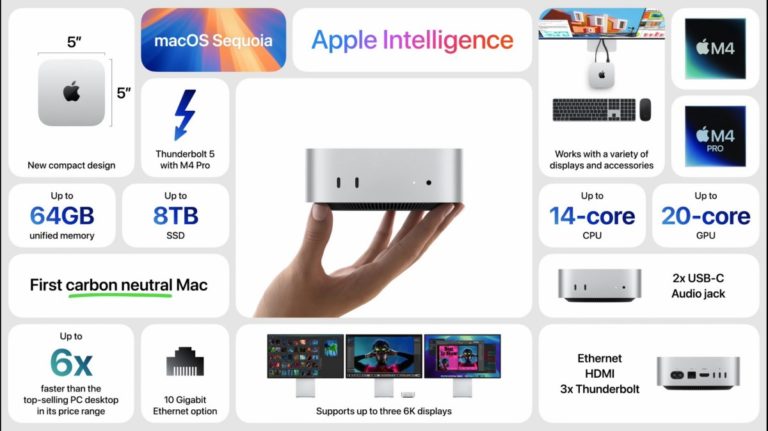 5”
5”
New compact design
macOS Sequoia
Apple Intelligence
Thunderbolt 5
with M4 Pro
Works with a variety of
displays and accessories
M4
M4
PRO
Up to
64GB
unified memory
Up to
8TB
SSD
Up to
14-core
CPU
Up to
20-core
GPU
First carbon neutral Mac
2x USB-C
Audio jack
Up to
6x
faster than the
top-selling PC desktop
in its price range
10 Gigabit
Ethernet option
Supports up to three 6K displays
Ethernet
HDMI
3x Thunderbolt